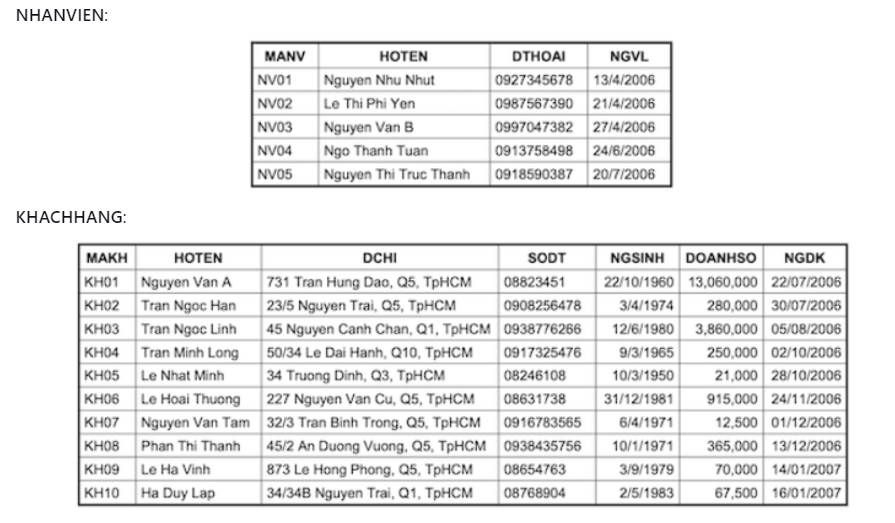 NHANVIEN:
MANV HOTEN DTHOAI NGVL
NV01 Nguyen Nhu Nhut 0927345678 13/4/2006
NV02 Le Thi Phi Yen 0987567390 21/4/2006
NV03 Nguyen Van B 0997047382 27/4/2006
NV04 Ngo Thanh Tuan 0913758498 24/6/2006
NV05 Nguyen Thi Truc Thanh 0918590387 20/7/2006
KHACHHANG:
MAKH HOTEN DCHI SODT NGSINH DOANHSO NGDK
KH01 Nguyen Van A 731 Tran Hung Dao, Q5, TpHCM 08823451 22/10/1960 13,060,000 22/07/2006
KH02 Tran Ngoc Han 23/5 Nguyen Trai, Q5, TpHCM 0908256478 3/4/1974 280,000 30/07/2006
KH03 Tran Ngoc Linh 45 Nguyen Canh Chan, Q1, TpHCM 0938776266 12/6/1980 3,860,000 05/08/2006
KH04 Tran Minh Long 50/34 Le Dai Hanh, Q10, TpHCM 0917325476 9/3/1965 250,000 02/10/2006
KH05 Le Nhat Minh 34 Truong Dinh, Q3, TpHCM 08246108 10/3/1950 21,000 28/10/2006
KH06 Le Hoai Thuong 227 Nguyen Van Cu, Q5, TpHCM 08631738 31/12/1981 915,000 24/11/2006
KH07 Nguyen Van Tam 32/3 Tran Binh Trong, Q5, TpHCM 0916783565 6/4/1971 12,500 01/12/2006
KH08 Phan Thi Thanh 45/2 An Duong Vuong, Q5, TpHCM 0938435756 10/1/1971 365,000 13/12/2006
KH09 Le Ha Vinh 873 Le Hong Phong, Q5, TpHCM 08654763 3/9/1979 70,000 14/01/2007
KH10 Ha Duy Lap 34/34B Nguyen Trai, Q1, TpHCM 08768904 2/5/1983 67,500 16/01/2007